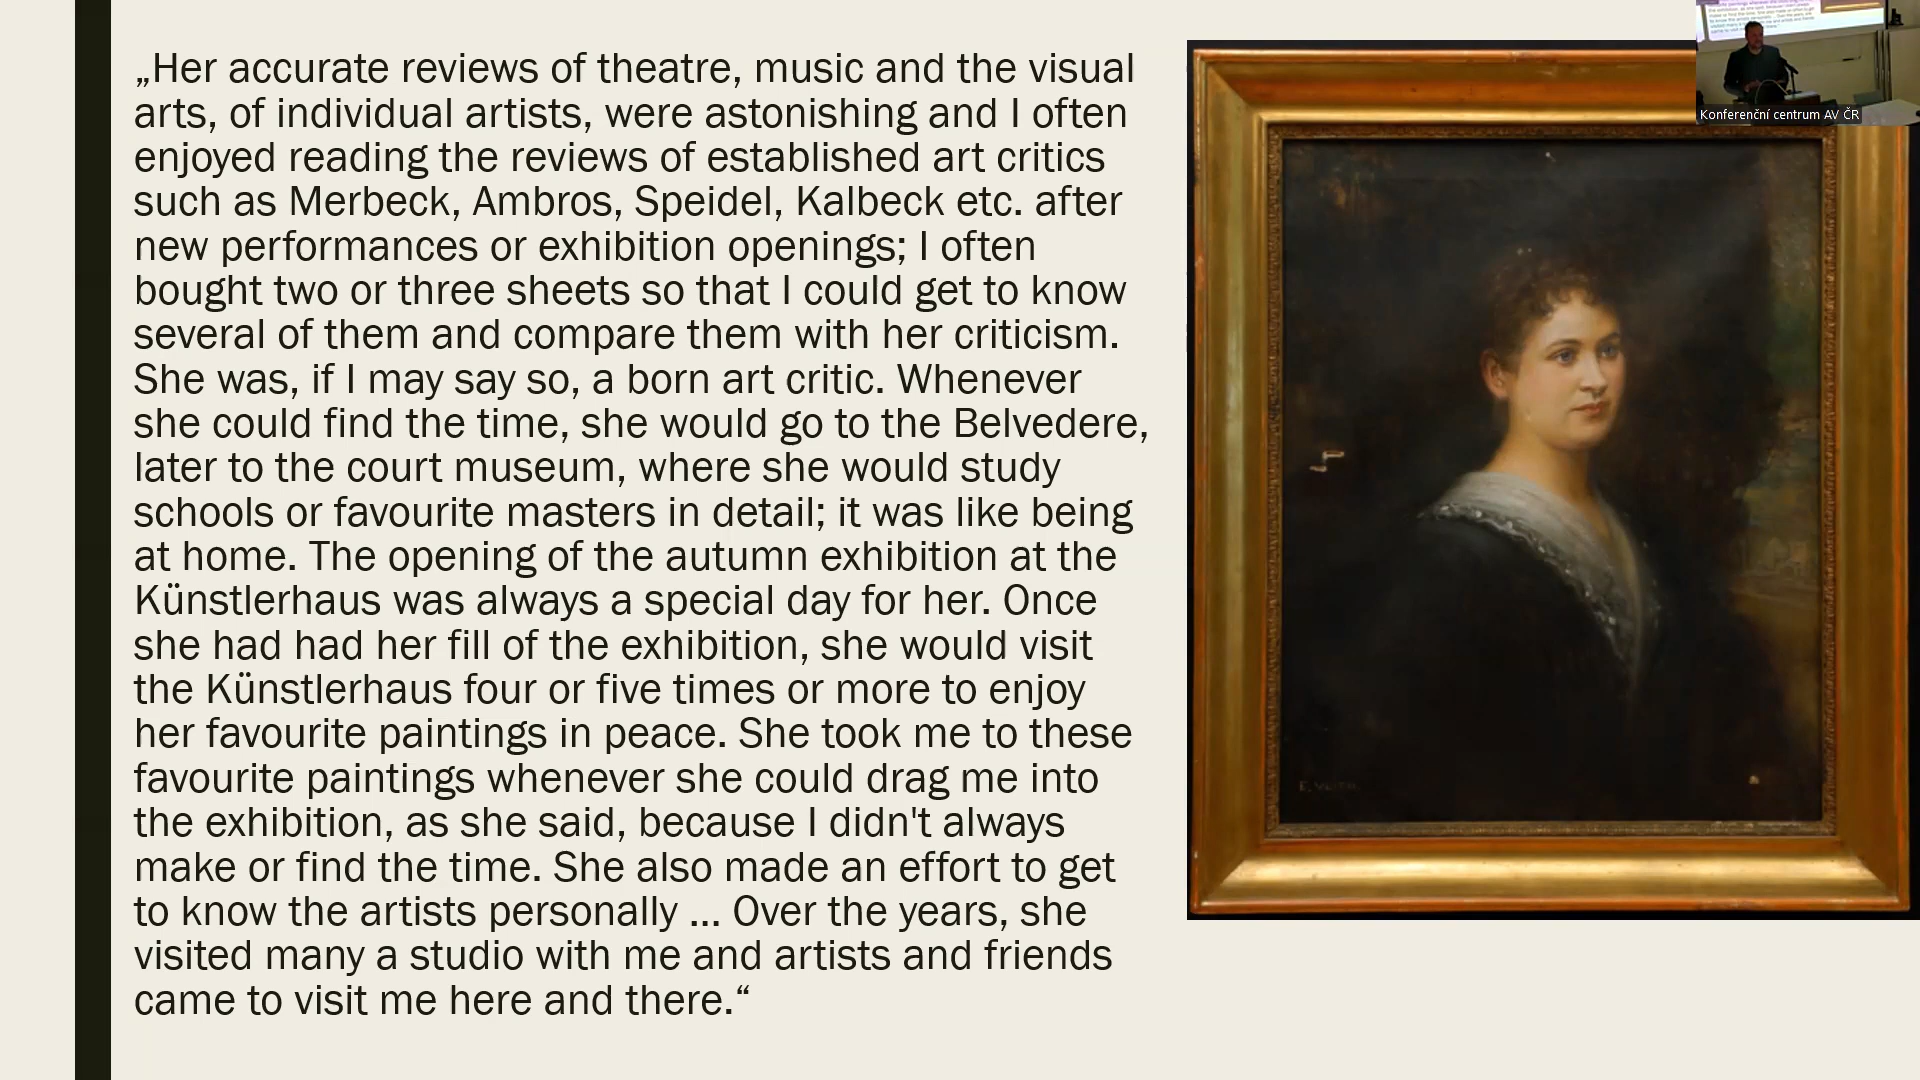 „Her accurate reviews of theatre, music and the visual
arts, of individual artists, were astonishing and I often
enjoyed reading the reviews of established art critics
such as Merbeck, Ambros, Speidel, Kalbeck etc. after
new performances or exhibition openings; I often
bought two or three sheets so that I could get to know
several of them and compare them with her criticism.
She was, if I may say so, a born art critic. Whenever
she could find the time, she would go to the Belvedere,
later to the court museum, where she would study
schools or favourite masters in detail; it was like being
at home. The opening of the autumn exhibition at the
Künstlerhaus was always a special day for her. Once
she had had her fill of the exhibition, she would visit
the Künstlerhaus four or five times or more to enjoy
her favourite paintings in peace. She took me to these
favourite paintings whenever she could drag me into
the exhibition, as she said, because I didn't always
make or find the time. She also made an effort to get
to know the artists personally ... Over the years, she
visited many a studio with me and artists and friends
came to visit me here and there.“
Konferenční centrum AV ČR